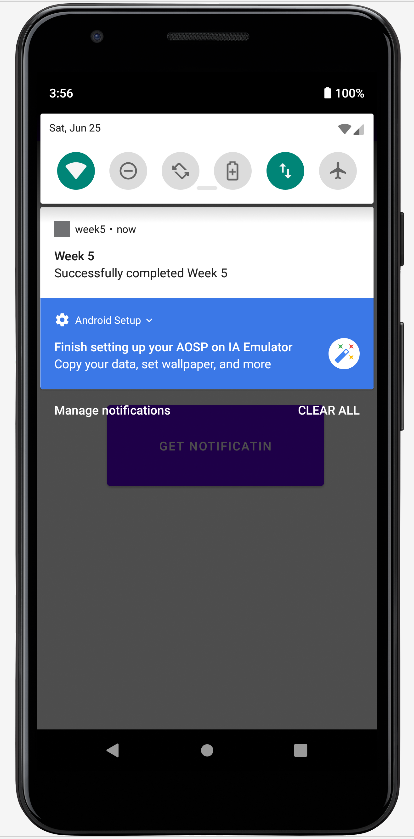 3:56 100%
Sat, Jun 25
week5 • now
Week 5
Successfully completed Week 5
Android Setup
Finish setting up your AOSP on IA Emulator
Copy your data, set wallpaper, and more
Manage notifications CLEAR ALL
GET NOTIFICATIN